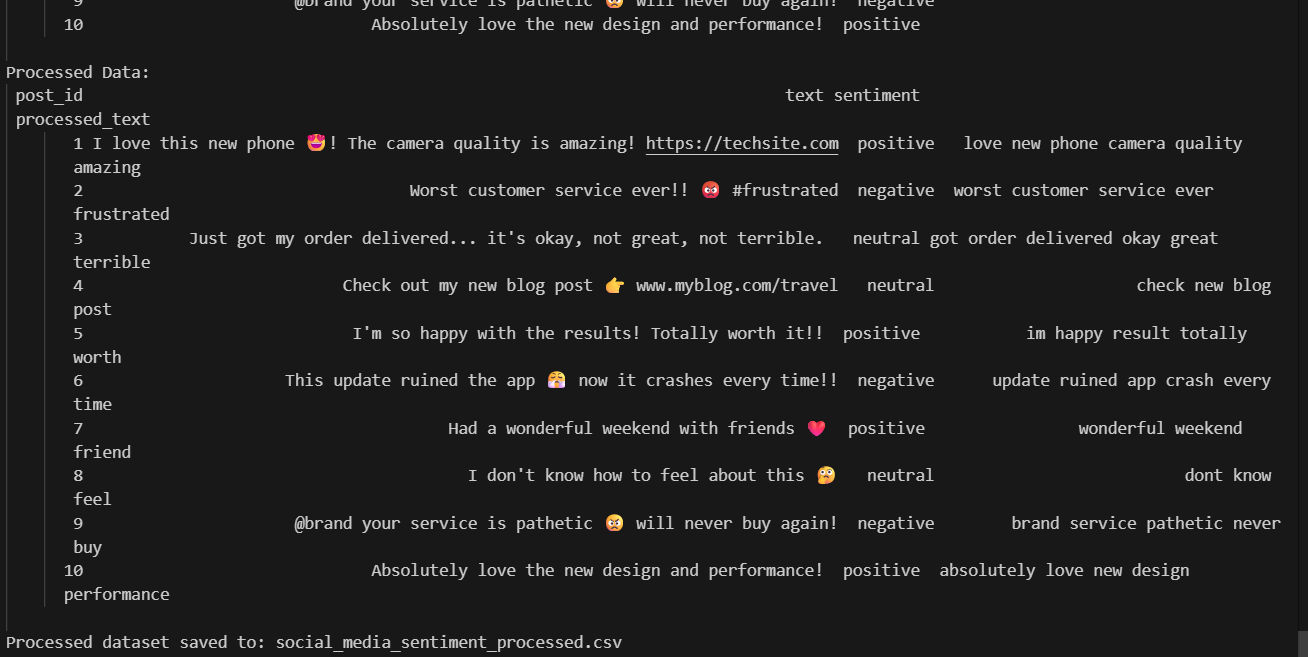 9 @brand your service is pathetic 😡 will never buy again! negative
10 Absolutely love the new design and performance! positive
Processed Data:
post_id text sentiment
processed_text
1 I love this new phone 🤩! The camera quality is amazing! https://techsite.com positive love new phone camera quality
amazing
2 Worst customer service ever!! 😡 #frustrated negative worst customer service ever
frustrated
3 Just got my order delivered... it's okay, not great, not terrible. neutral got order delivered okay great
terrible
4 Check out my new blog post 👉 www.myblog.com/travel neutral check new blog
post
5 I'm so happy with the results! Totally worth it!! positive im happy result totally
worth
6 This update ruined the app 😤 now it crashes every time!! negative update ruined app crash every
time
7 Had a wonderful weekend with friends ❤️ positive wonderful weekend
friend
8 I don't know how to feel about this 🤔 neutral dont know
feel
9 @brand your service is pathetic 😠 will never buy again! negative brand service pathetic never
buy
10 Absolutely love the new design and performance! positive absolutely love new design
performance
Processed dataset saved to: social_media_sentiment_processed.csv